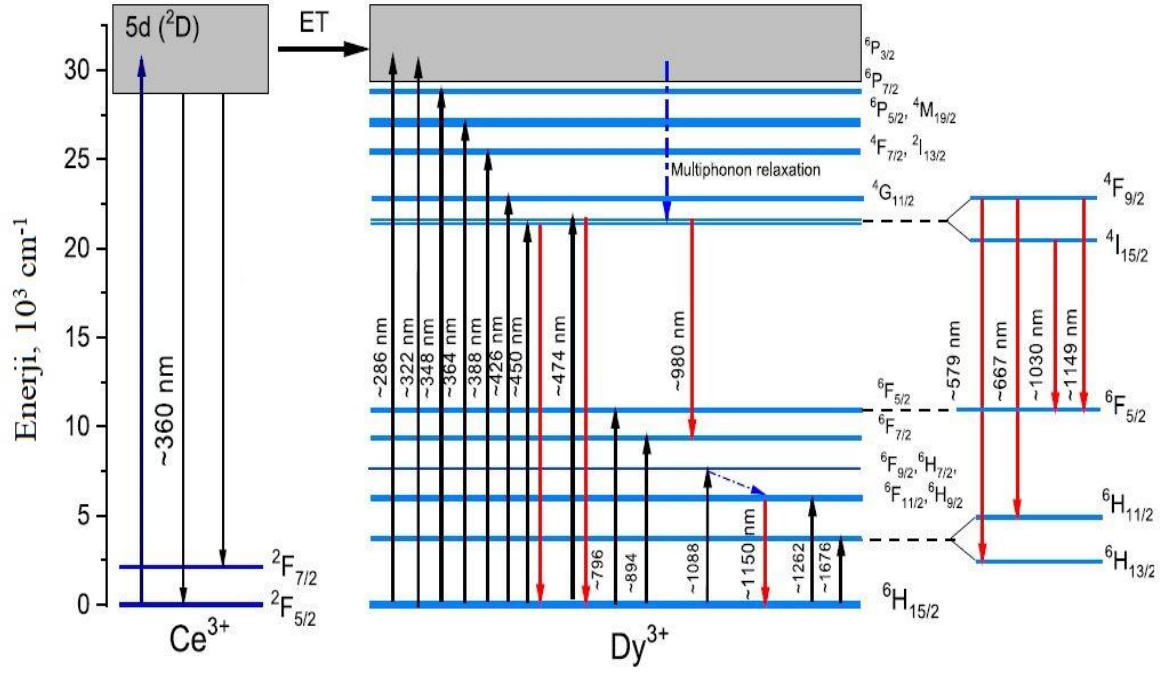 5d (²D)
ET
30
25
20
15
10
5
0
Enerji, 10³ cm⁻¹
~360 nm
²F₇/₂
²F₅/₂
Ce³⁺
⁶P₃/₂
⁶P₇/₂
⁶P₅/₂, ⁴M₁₉/₂
⁴F₇/₂, ²I₁₃/₂
Multiphonon relaxation
⁴G₁₁/₂
~286 nm
~322 nm
~348 nm
~364 nm
~388 nm
~426 nm
~450 nm
~474 nm
~980 nm
~796
~894
~1088
~1150 nm
~1262
~1676
⁶F₅/₂
⁶F₇/₂
⁶F₉/₂, ⁶H₇/₂,
⁶F₁₁/₂, ⁶H₉/₂
⁶H₁₅/₂
Dy³⁺
⁴F₉/₂
⁴I₁₅/₂
~579 nm
~667 nm
~1030 nm
~1149 nm
⁶F₅/₂
⁶H₁₁/₂
⁶H₁₃/₂